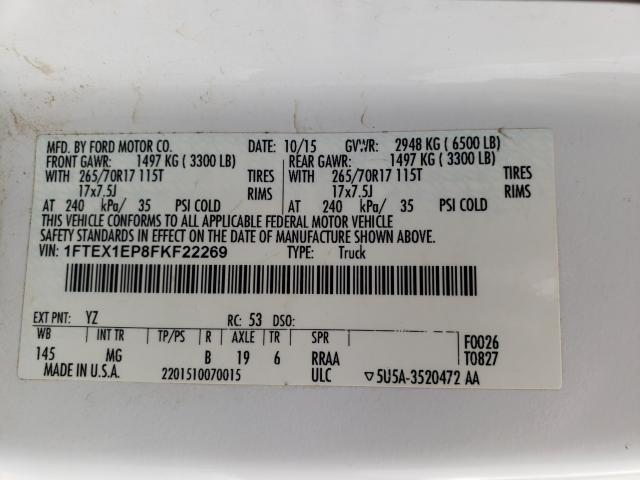 MFD. BY FORD MOTOR CO. DATE: 10/15 GVWR: 2948 KG ( 6500 LB)
FRONT GAWR: 1497 KG ( 3300 LB) REAR GAWR: 1497 KG ( 3300 LB)
WITH 265/70R17 115T TIRES WITH 265/70R17 115T TIRES
17x7.5J RIMS 17x7.5J RIMS
AT 240 kPa/ 35 PSI COLD AT 240 kPa/ 35 PSI COLD
THIS VEHICLE CONFORMS TO ALL APPLICABLE FEDERAL MOTOR VEHICLE
SAFETY STANDARDS IN EFFECT ON THE DATE OF MANUFACTURE SHOWN ABOVE.
VIN: 1FTEX1EP8FKF22269 TYPE: Truck
EXT PNT: YZ RC: 53 DSO:
WB INT TR TP/PS R AXLE TR SPR F0026
145 MG B 19 6 RRAA T0827
MADE IN U.S.A. 2201510070015 ULC ▽5U5A-3520472 AA